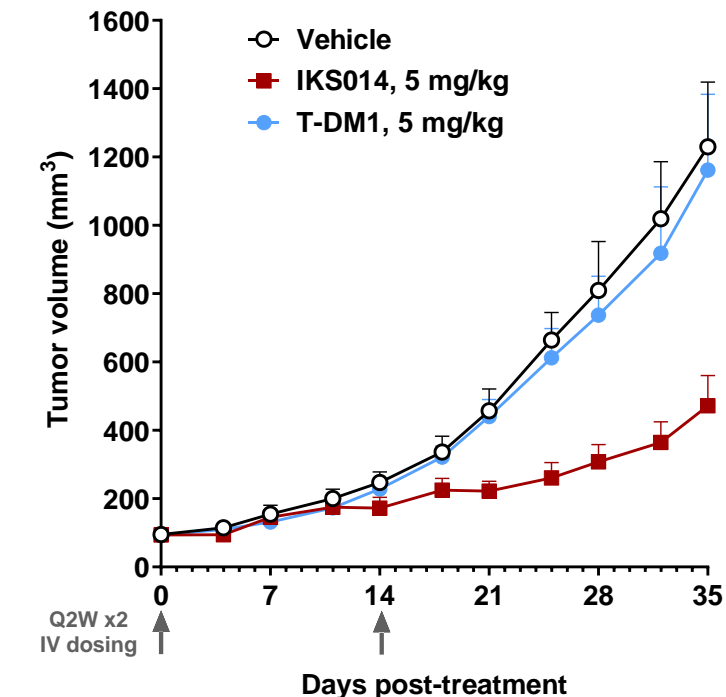 Tumor volume (mm³)
1600
1400
1200
1000
800
600
400
200
0
Vehicle
IKS014, 5 mg/kg
T-DM1, 5 mg/kg
0 7 14 21 28 35
Q2W x2
IV dosing
Days post-treatment